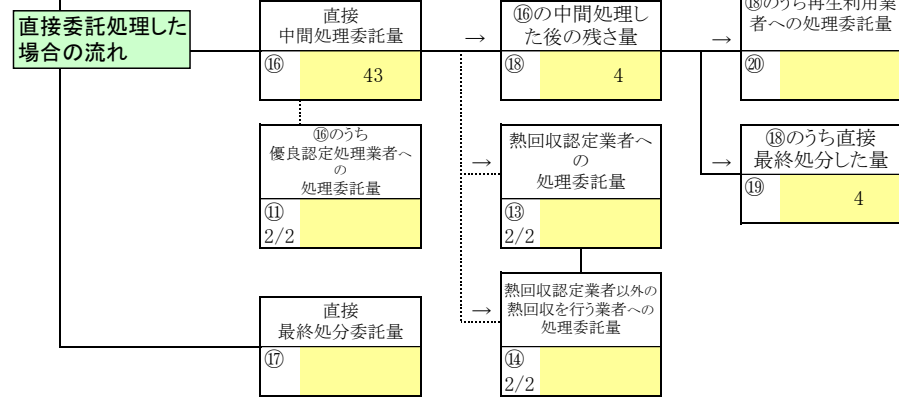 直接委託処理した
場合の流れ
直接
中間処理委託量
⑯
43
→
⑯の中間処理し
た後の残さ量
⑱
4
→
⑱のうち再生利用業
者への処理委託量
⑳
⑯のうち
優良認定処理業者へ
の
処理委託量
⑪
2/2
→
熱回収認定業者へ
の
処理委託量
⑬
2/2
→
⑱のうち直接
最終処分した量
⑲
4
直接
最終処分委託量
⑰
→
熱回収認定業者以外の
熱回収を行う業者への
処理委託量
⑭
2/2